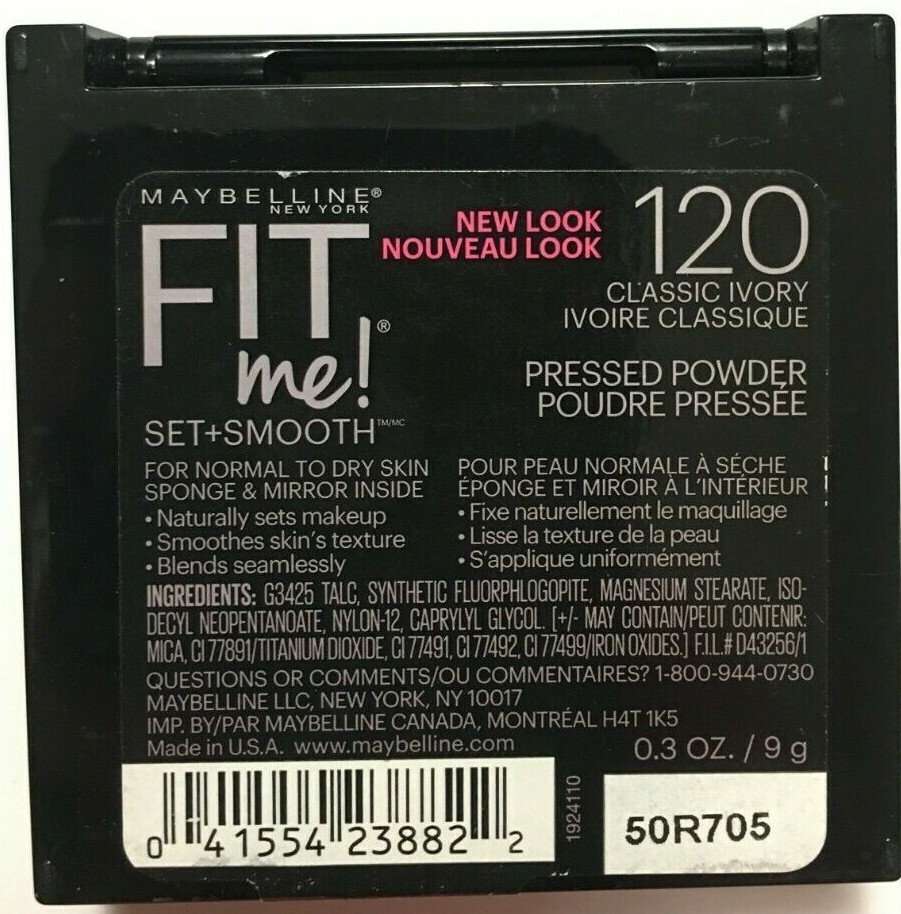 MAYBELLINE®
NEW YORK
FIT
me!®
SET+SMOOTH™/MC
NEW LOOK
NOUVEAU LOOK
120
CLASSIC IVORY
IVOIRE CLASSIQUE
PRESSED POWDER
POUDRE PRESSÉE
FOR NORMAL TO DRY SKIN
SPONGE & MIRROR INSIDE
• Naturally sets makeup
• Smoothes skin's texture
• Blends seamlessly
POUR PEAU NORMALE À SÉCHE
ÉPONGE ET MIROIR À L'INTÉRIEUR
• Fixe naturellement le maquillage
• Lisse la texture de la peau
• S'applique uniformément
INGREDIENTS: G3425 TALC, SYNTHETIC FLUORPHLOGOPITE, MAGNESIUM STEARATE, ISO-
DECYL NEOPENTANOATE, NYLON-12, CAPRYLYL GLYCOL. [+/- MAY CONTAIN/PEUT CONTENIR:
MICA, CI 77891/TITANIUM DIOXIDE, CI 77491, CI 77492, CI 77499/IRON OXIDES.] F.I.L.# D43256/1
QUESTIONS OR COMMENTS/OU COMMENTAIRES? 1-800-944-0730
MAYBELLINE LLC, NEW YORK, NY 10017
IMP. BY/PAR MAYBELLINE CANADA, MONTRÉAL H4T 1K5
Made in U.S.A. www.maybelline.com
0.3 OZ. / 9 g
0 41554 23882 2
1924110
50R705